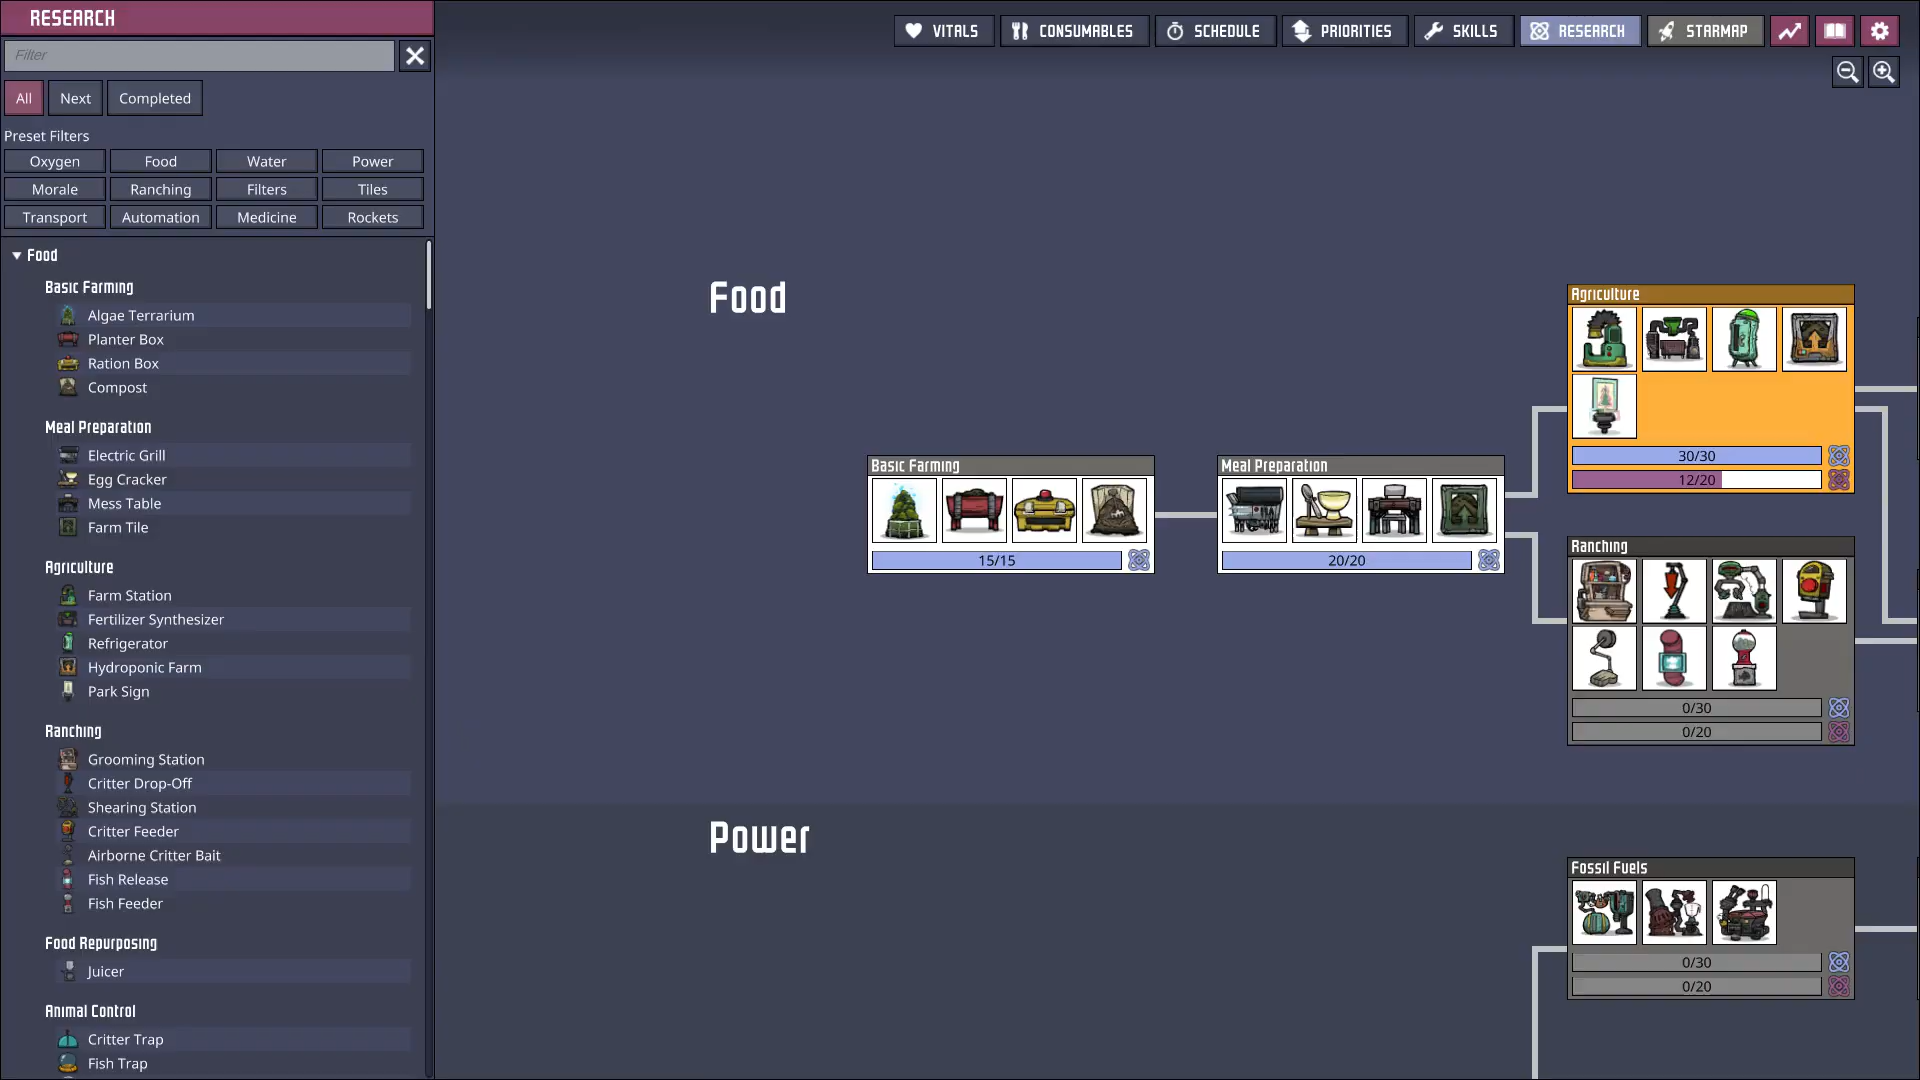 RESEARCH
Filter
All
Next
Completed
Preset Filters
Oxygen
Food
Water
Power
Morale
Ranching
Filters
Tiles
Transport
Automation
Medicine
Rockets
Food
Basic Farming
Algae Terrarium
Planter Box
Ration Box
Compost
Meal Preparation
Electric Grill
Egg Cracker
Mess Table
Farm Tile
Agriculture
Farm Station
Fertilizer Synthesizer
Refrigerator
Hydroponic Farm
Park Sign
Ranching
Grooming Station
Critter Drop-Off
Shearing Station
Critter Feeder
Airborne Critter Bait
Fish Release
Fish Feeder
Food Repurposing
Juicer
Animal Control
Critter Trap
Fish Trap
VITALS
CONSUMABLES
SCHEDULE
PRIORITIES
SKILLS
RESEARCH
STARMAP
Food
Basic Farming
15/15
Meal Preparation
20/20
Agriculture
30/30
12/20
Ranching
0/30
0/20
Power
Fossil Fuels
0/30
0/20